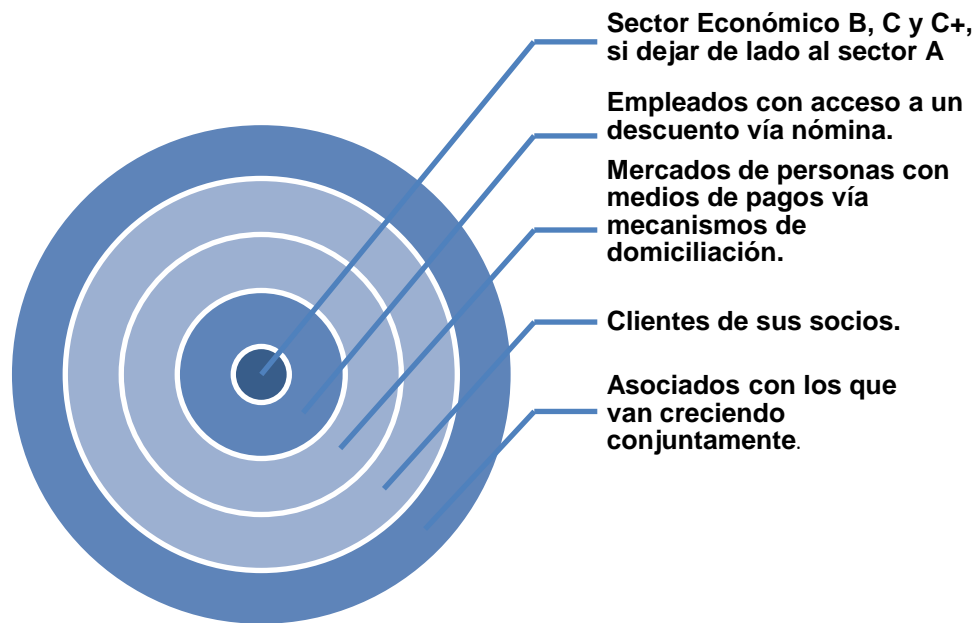 Sector Económico B, C y C+,
si dejar de lado al sector A
Empleados con acceso a un
descuento vía nómina.
Mercados de personas con
medios de pagos vía
mecanismos de
domiciliación.
Clientes de sus socios.
Asociados con los que
van creciendo
conjuntamente.